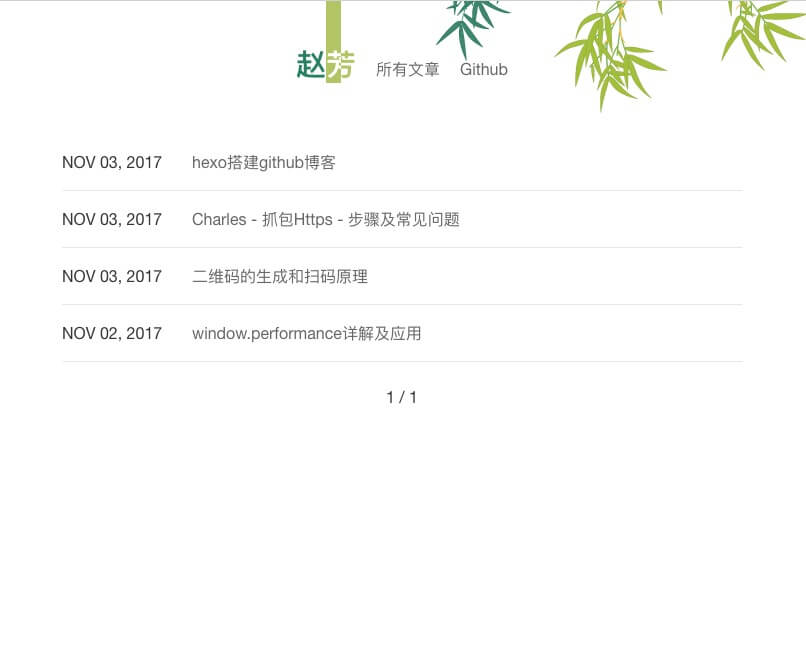 赵芳 所有文章 Github
NOV 03, 2017 hexo搭建github博客
NOV 03, 2017 Charles - 抓包Https - 步骤及常见问题
NOV 03, 2017 二维码的生成和扫码原理
NOV 02, 2017 window.performance详解及应用
1 / 1